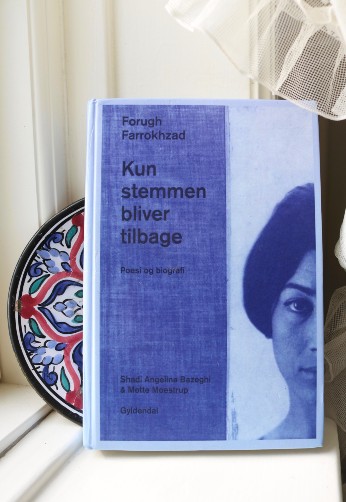 Forugh
Farrokhzad
Kun
stemmen
bliver
tilbage
Poesi og biografi
Shadi Angelina Bazeghi
& Mette Moestrup
Gyldendal